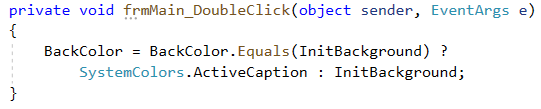 private void frmMain_DoubleClick(object sender, EventArgs e)
{
    BackColor = BackColor.Equals(InitBackground) ?
        SystemColors.ActiveCaption : InitBackground;
}